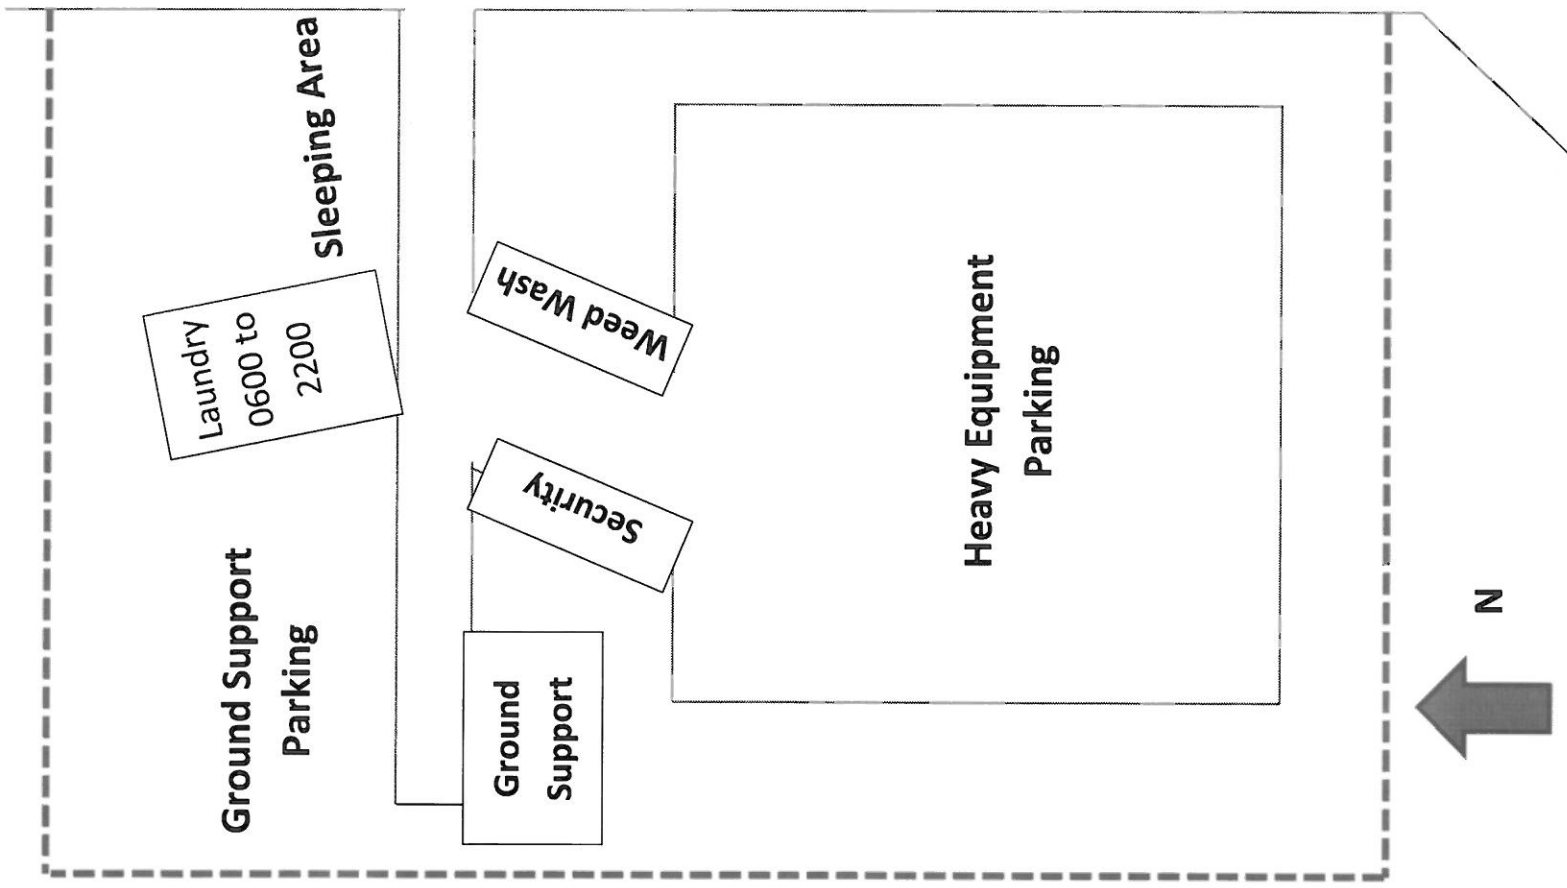 Sleeping Area
Laundry
0600 to
2200
Ground Support
Parking
Weed Wash
Security
Ground
Support
Heavy Equipment
Parking
N